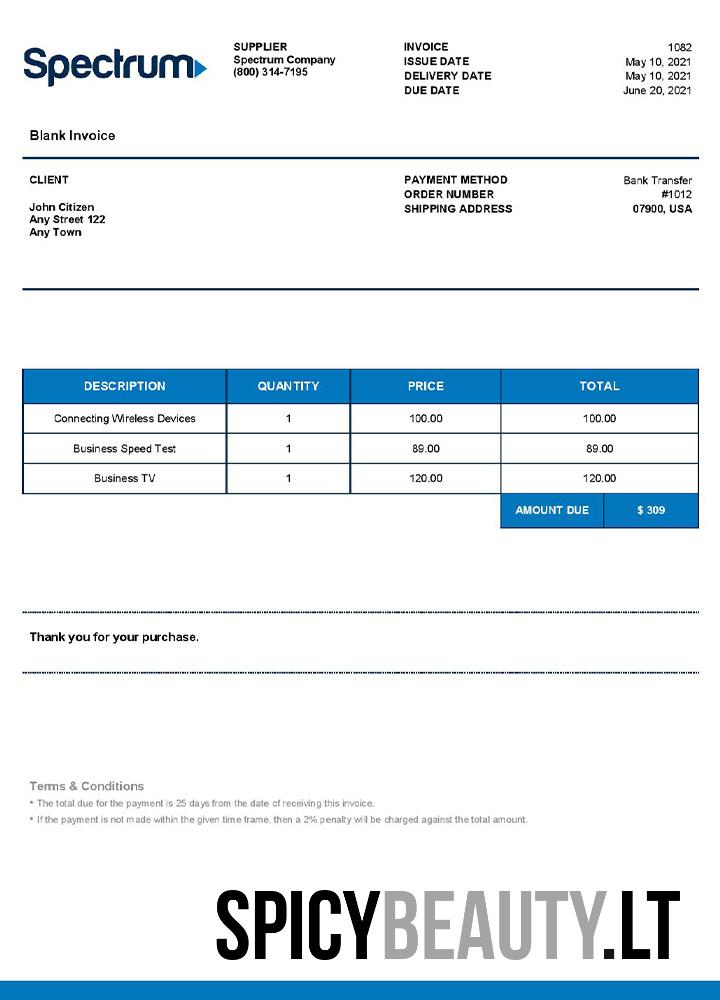 Spectrum
SUPPLIER
Spectrum Company
(800) 314-7195
INVOICE 1082
ISSUE DATE May 10, 2021
DELIVERY DATE May 10, 2021
DUE DATE June 20, 2021
Blank Invoice
CLIENT
John Citizen
Any Street 122
Any Town
PAYMENT METHOD Bank Transfer
ORDER NUMBER #1012
SHIPPING ADDRESS 07900, USA
DESCRIPTION QUANTITY PRICE TOTAL
Connecting Wireless Devices 1 100.00 100.00
Business Speed Test 1 89.00 89.00
Business TV 1 120.00 120.00
AMOUNT DUE $ 309
Thank you for your purchase.
Terms & Conditions
• The total due for the payment is 25 days from the date of receiving this invoice.
• If the payment is not made within the given time frame, then a 2% penalty will be charged against the total amount.
SPICYBEAUTY.LT